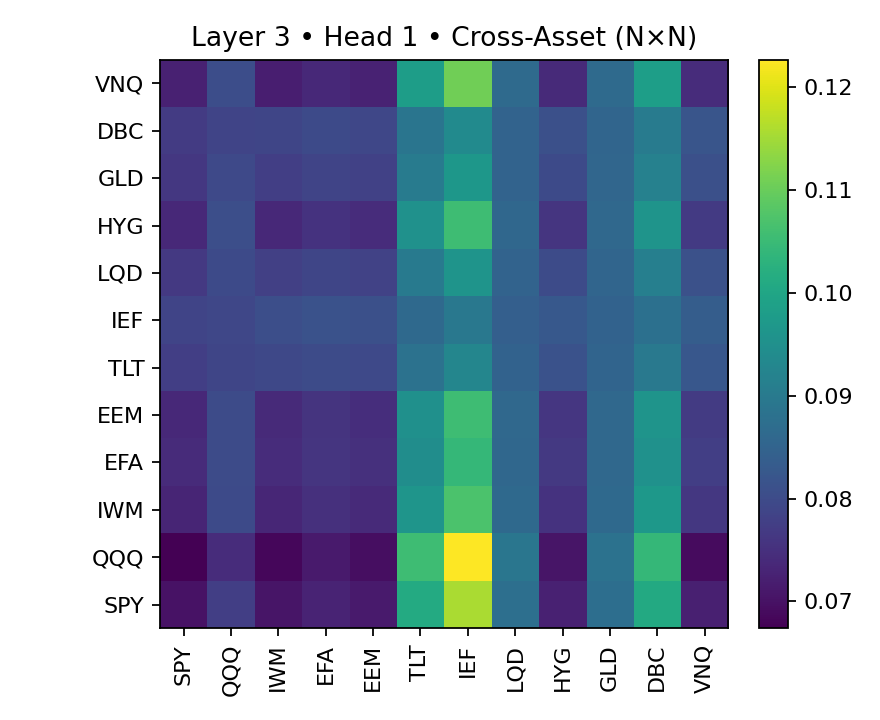 Layer 3 • Head 1 • Cross-Asset (N×N)
VNQ
DBC
GLD
HYG
LQD
IEF
TLT
EEM
EFA
IWM
QQQ
SPY
SPY
QQQ
IWM
EFA
EEM
TLT
IEF
LQD
HYG
GLD
DBC
VNQ
0.12
0.11
0.10
0.09
0.08
0.07